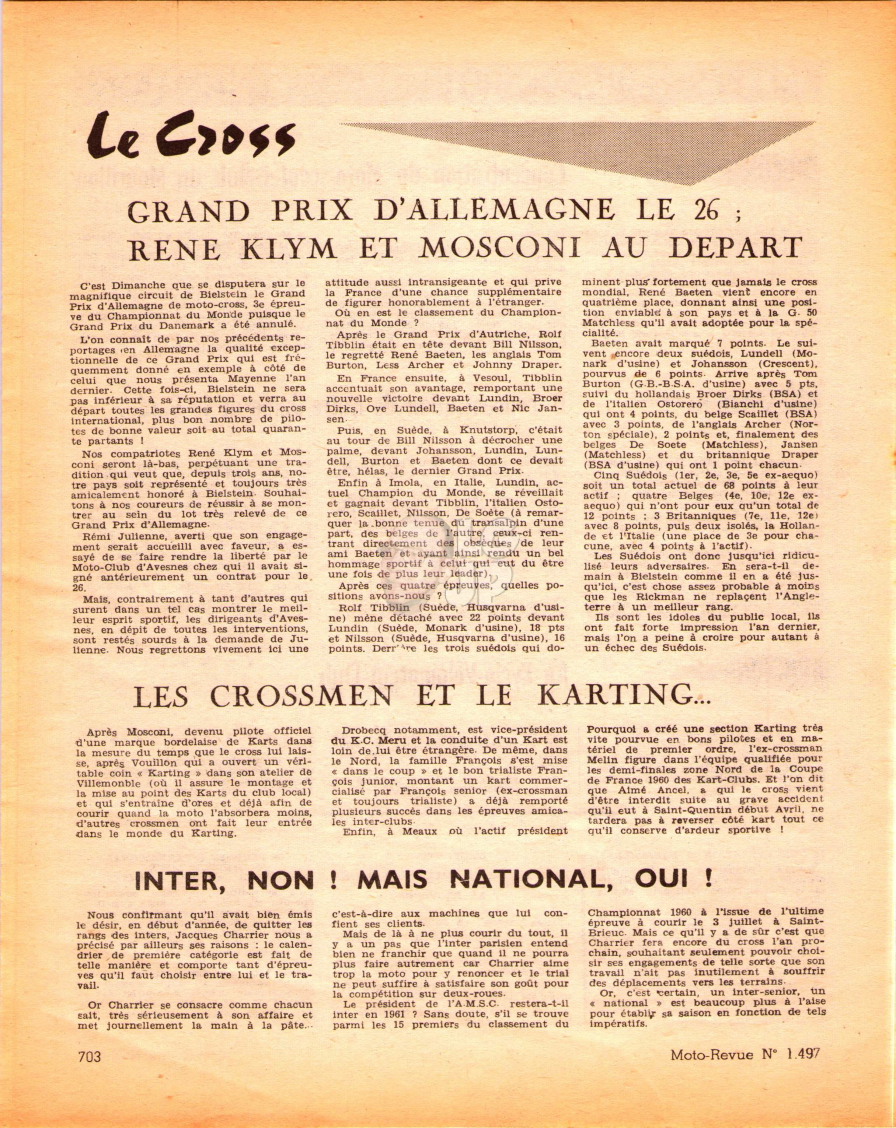 Le Cross
GRAND PRIX D'ALLEMAGNE LE 26 ;
RENE KLYM ET MOSCONI AU DEPART
C'est Dimanche que se disputera sur le
magnifique circuit de Bielstein le Grand
Prix d'Allemagne de moto-cross, 3e épreu-
ve du Championnat du Monde puisque le
Grand Prix du Danemark a été annulé.
L'on connaît de par nos précédents re-
portages en Allemagne la qualité excep-
tionnelle de ce Grand Prix qui est fré-
quemment donné en exemple à côté de
celui que nous présenta Mayenne l'an
dernier. Cette fois-ci, Bielstein ne sera
pas inférieur à sa réputation et verra au
départ toutes les grandes figures du cross
international, plus bon nombre de pilo-
tes de bonne valeur soit au total quaran-
te partants !
Nos compatriotes René Klym et Mos-
coni seront là-bas, perpétuant une tra-
dition qui veut que, depuis trois ans, no-
tre pays soit représenté et toujours très
amicalement honoré à Bielstein. Souhai-
tons à nos coureurs de réussir à se mon-
trer au sein du lot très relevé de ce
Grand Prix d'Allemagne.
Rémi Julienne, averti que son engage-
ment serait accueilli avec faveur, a es-
sayé de se faire rendre la liberté par le
Moto-Club d'Avesnes chez qui il avait si-
gné antérieurement un contrat pour le
26.
Mais, contrairement à tant d'autres qui
surent dans un tel cas montrer le meil-
leur esprit sportif, les dirigeants d'Aves-
nes, en dépit de toutes les interventions,
sont restés sourds à la demande de Ju-
lienne. Nous regrettons vivement ici une
attitude aussi intransigeante et qui prive
la France d'une chance supplémentaire
de figurer honorablement à l'étranger.
Où en est le classement du Champion-
nat du Monde ?
Après le Grand Prix d'Autriche, Rolf
Tibblin était en tête devant Bill Nilsson,
le regretté René Baeten, les anglais Tom
Burton, Less Archer et Johnny Draper.
En France ensuite, à Vesoul, Tibblin
accentuait son avantage, remportant une
nouvelle victoire devant Lundin, Broer
Dirks, Ove Lundell, Baeten et Nic Jan-
sen.
Puis, en Suède, à Knutstorp, c'était
au tour de Bill Nilsson à décrocher une
palme, devant Johansson, Lundin, Lun-
dell, Burton et Baeten dont ce devait
être, hélas, le dernier Grand Prix.
Enfin à Imola, en Italie, Lundin, ac-
tuel Champion du Monde, se réveillait
et gagnait devant Tibblin, l'italien Osto-
rero, Scaillet, Nilsson, De Soête (à remar-
quer la bonne tenue du transalpin d'une
part, des belges de l'autre, ceux-ci ren-
trant directement des obsèques de leur
ami Baeten et ayant ainsi rendu un bel
hommage sportif à celui qui eut du être
une fois de plus leur leader).
Après ces quatre épreuves, quelles po-
sitions avons-nous ?
Rolf Tibblin (Suède, Husqvarna d'usi-
ne) mène détaché avec 22 points devant
Lundin (Suède, Monark d'usine), 18 pts
et Nilsson (Suède, Husqvarna d'usine), 16
points. Derrière les trois suédois qui do-
minent plus fortement que jamais le cross
mondial, René Baeten vient encore en
quatrième place, donnant ainsi une posi-
tion enviable à son pays et à la G. 50
Matchless qu'il avait adoptée pour la spé-
cialité.
Baeten avait marqué 7 points. Le sui-
vent encore deux suédois, Lundell (Mo-
nark d'usine) et Johansson (Crescent),
pourvus de 6 points. Arrive après Tom
Burton (G.B.-B.S.A. d'usine) avec 5 pts,
suivi du hollandais Broer Dirks (BSA) et
de l'italien Ostorero (Bianchi d'usine)
qui ont 4 points, du belge Scaillet (BSA)
avec 3 points, de l'anglais Archer (Nor-
ton spéciale), 2 points et, finalement des
belges De Soete (Matchless), Jansen
(Matchless) et du britannique Draper
(BSA d'usine) qui ont 1 point chacun.
Cinq Suédois (1er, 2e, 3e, 5e ex-aequo)
soit un total actuel de 68 points à leur
actif ; quatre Belges (4e, 10e, 12e ex-
aequo) qui n'ont pour eux qu'un total de
12 points ; 3 Britanniques (7e, 11e, 12e)
avec 8 points, puis deux isolés, la Hollan-
de et l'Italie (une place de 3e pour cha-
cune, avec 4 points à l'actif).
Les Suédois ont donc jusqu'ici ridicu-
lisé leurs adversaires. En sera-t-il de-
main à Bielstein comme il en a été jus-
qu'ici, c'est chose assez probable à moins
que les Rickman ne replaçent l'Angle-
terre à un meilleur rang.
Ils sont les idoles du public local, ils
ont fait forte impression l'an dernier,
mais l'on a peine à croire pour autant à
un échec des Suédois.
LES CROSSMEN ET LE KARTING...
Après Mosconi, devenu pilote officiel
d'une marque bordelaise de Karts dans
la mesure du temps que le cross lui lais-
se, après Vouillon qui a ouvert un véri-
table coin « Karting » dans son atelier de
Villemonble (où il assure le montage et
la mise au point des Karts du club local)
et qui s'entraîne d'ores et déjà afin de
courir quand la moto l'absorbera moins,
d'autres crossmen ont fait leur entrée
dans le monde du Karting.
Drobecq notamment, est vice-président
du K.C. Meru et la conduite d'un Kart est
loin de lui être étrangère. De même, dans
le Nord, la famille François s'est mise
« dans le coup » et le bon trialiste Fran-
çois junior, montant un kart commer-
cialisé par François senior (ex-crossman
et toujours trialiste) a déjà remporté
plusieurs succès dans les épreuves amica-
les inter-clubs.
Enfin, à Meaux où l'actif président
Pourquoi a créé une section Karting très
vite pourvue en bons pilotes et en ma-
tériel de premier ordre, l'ex-crossman
Melin figure dans l'équipe qualifiée pour
les demi-finales zone Nord de la Coupe
de France 1960 des Kart-Clubs. Et l'on dit
que Aimé Ancel, a qui le cross vient
d'être interdit suite au grave accident
qu'il eut à Saint-Quentin début Avril, ne
tardera pas à reverser côté kart tout ce
qu'il conserve d'ardeur sportive !
INTER, NON ! MAIS NATIONAL, OUI !
Nous confirmant qu'il avait bien émis
le désir, en début d'année, de quitter les
rangs des inters, Jacques Charrier nous a
précisé par ailleurs ses raisons : le calen-
drier de première catégorie est fait de
telle manière et comporte tant d'épreu-
ves qu'il faut choisir entre lui et le tra-
vail.
Or Charrier se consacre comme chacun
sait, très sérieusement à son affaire et
met journellement la main à la pâte...
c'est-à-dire aux machines que lui con-
fient ses clients.
Mais de là à ne plus courir du tout, il
y a un pas que l'inter parisien entend
bien ne franchir que quand il ne pourra
plus faire autrement car Charrier aime
trop la moto pour y renoncer et le trial
ne peut suffire à satisfaire son goût pour
la compétition sur deux-roues.
Le président de l'A.M.S.C. restera-t-il
inter en 1961 ? Sans doute, s'il se trouve
parmi les 15 premiers du classement du
Championnat 1960 à l'issue de l'ultime
épreuve à courir le 3 juillet à Saint-
Brieuc. Mais ce qu'il y a de sûr c'est que
Charrier fera encore du cross l'an pro-
chain, souhaitant seulement pouvoir choi-
sir ses engagements de telle sorte que son
travail n'ait pas inutilement à souffrir
des déplacements vers les terrains.
Or, c'est certain, un inter-senior, un
« national » est beaucoup plus à l'aise
pour établir sa saison en fonction de tels
impératifs.
703
Moto-Revue N° 1.497